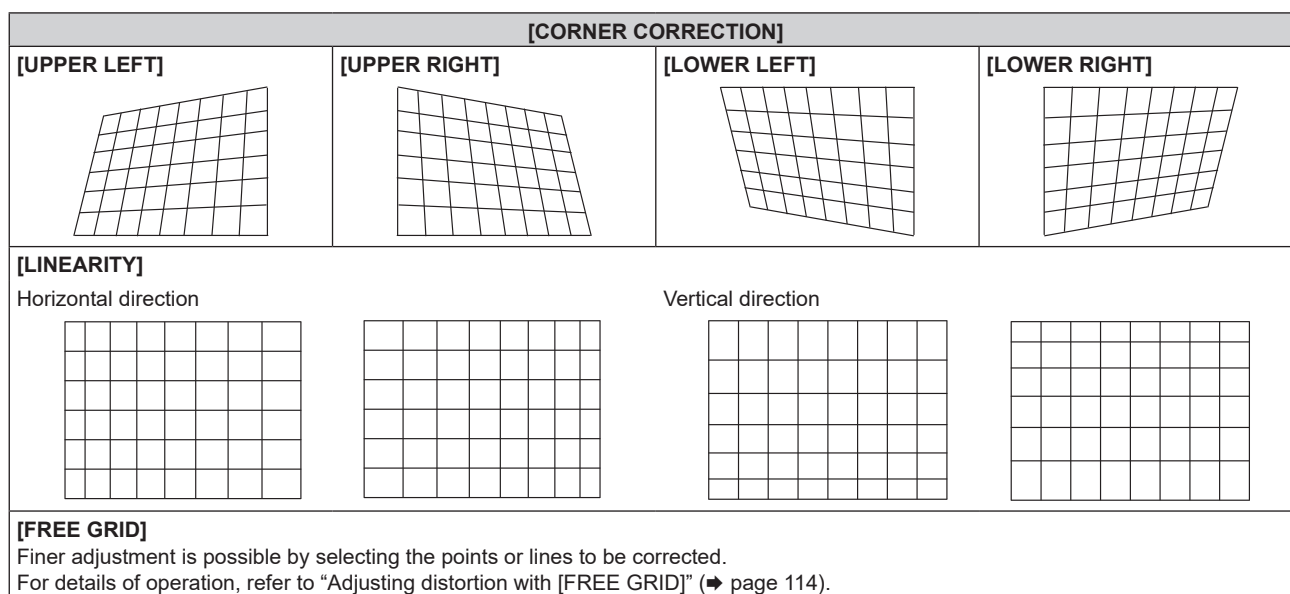 [CORNER CORRECTION]
[UPPER LEFT]
[UPPER RIGHT]
[LOWER LEFT]
[LOWER RIGHT]
[LINEARITY]
Horizontal direction
Vertical direction
[FREE GRID]
Finer adjustment is possible by selecting the points or lines to be corrected.
For details of operation, refer to “Adjusting distortion with [FREE GRID]” (➡ page 114).